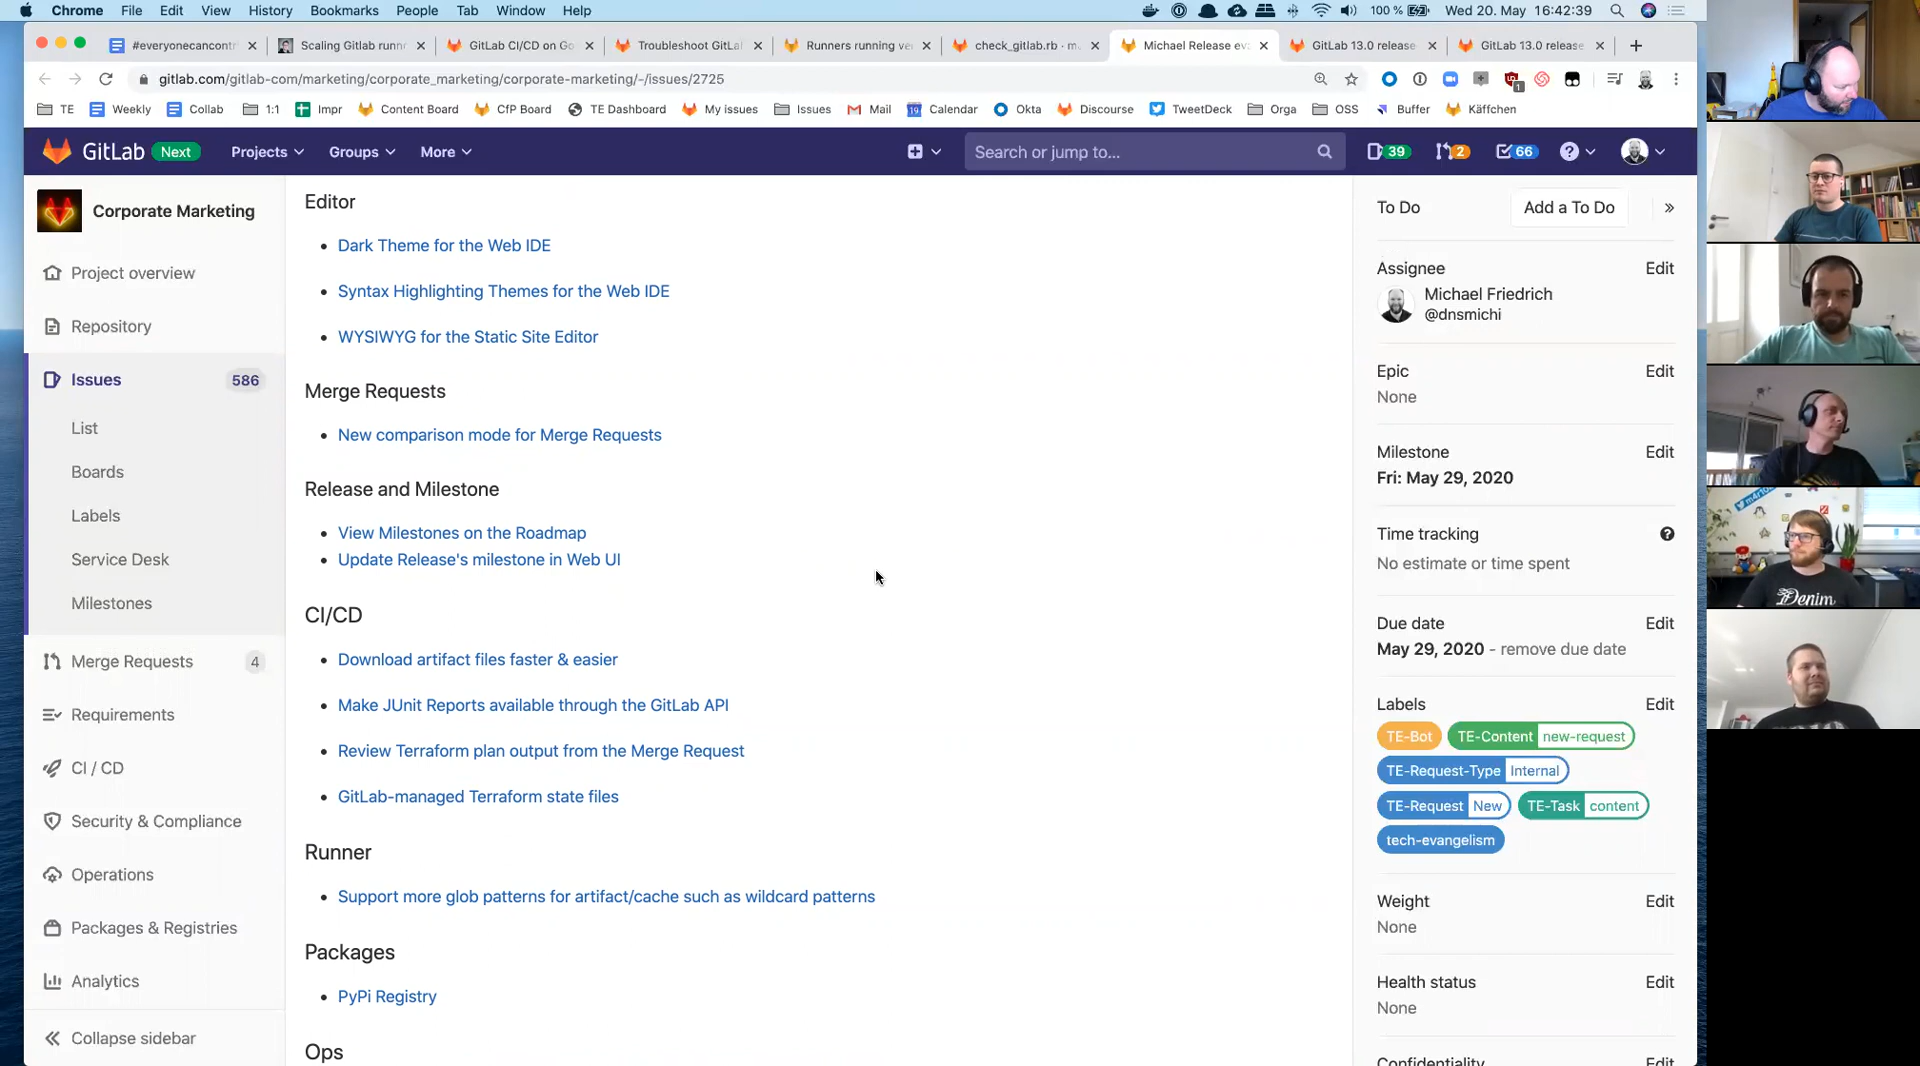 Chrome File Edit View History Bookmarks People Tab Window Help 100 % Wed 20. May 16:42:39
#everyonecancontr Scaling Gitlab runn GitLab CI/CD on Go Troubleshoot GitLa Runners running ve check_gitlab.rb · m Michael Release ev GitLab 13.0 release GitLab 13.0 release
gitlab.com/gitlab-com/marketing/corporate_marketing/corporate-marketing/-/issues/2725
TE Weekly Collab 1:1 Impr Content Board CfP Board TE Dashboard My issues Issues Mail Calendar Okta Discourse TweetDeck Orga OSS Buffer Käffchen
GitLab Next Projects Groups More Search or jump to... 39 2 66
Corporate Marketing
Project overview
Repository
Issues 586
List
Boards
Labels
Service Desk
Milestones
Merge Requests 4
Requirements
CI / CD
Security & Compliance
Operations
Packages & Registries
Analytics
Collapse sidebar
Editor
Dark Theme for the Web IDE
Syntax Highlighting Themes for the Web IDE
WYSIWYG for the Static Site Editor
Merge Requests
New comparison mode for Merge Requests
Release and Milestone
View Milestones on the Roadmap
Update Release's milestone in Web UI
CI/CD
Download artifact files faster & easier
Make JUnit Reports available through the GitLab API
Review Terraform plan output from the Merge Request
GitLab-managed Terraform state files
Runner
Support more glob patterns for artifact/cache such as wildcard patterns
Packages
PyPi Registry
Ops
To Do Add a To Do
Assignee Edit
Michael Friedrich
@dnsmichi
Epic Edit
None
Milestone Edit
Fri: May 29, 2020
Time tracking
No estimate or time spent
Due date Edit
May 29, 2020 - remove due date
Labels Edit
TE-Bot TE-Content new-request
TE-Request-Type Internal
TE-Request New TE-Task content
tech-evangelism
Weight Edit
None
Health status Edit
None
Confidentiality Edit
Denim